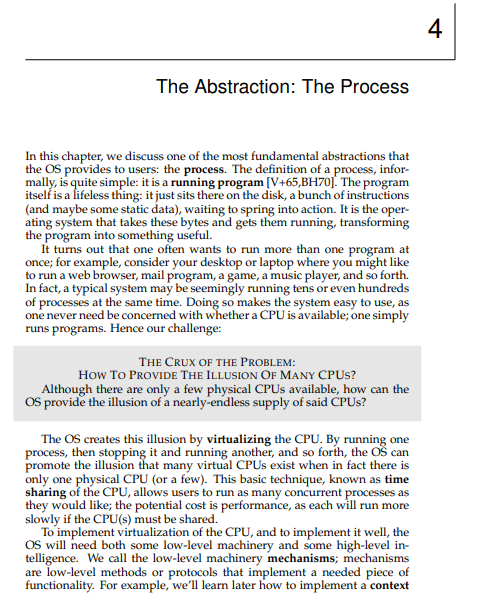 4
The Abstraction: The Process
In this chapter, we discuss one of the most fundamental abstractions that
the OS provides to users: the process. The definition of a process, infor-
mally, is quite simple: it is a running program [V+65,BH70]. The program
itself is a lifeless thing: it just sits there on the disk, a bunch of instructions
(and maybe some static data), waiting to spring into action. It is the oper-
ating system that takes these bytes and gets them running, transforming
the program into something useful.
It turns out that one often wants to run more than one program at
once; for example, consider your desktop or laptop where you might like
to run a web browser, mail program, a game, a music player, and so forth.
In fact, a typical system may be seemingly running tens or even hundreds
of processes at the same time. Doing so makes the system easy to use, as
one never need be concerned with whether a CPU is available; one simply
runs programs. Hence our challenge:
THE CRUX OF THE PROBLEM:
HOW TO PROVIDE THE ILLUSION OF MANY CPUS?
Although there are only a few physical CPUs available, how can the
OS provide the illusion of a nearly-endless supply of said CPUs?
The OS creates this illusion by virtualizing the CPU. By running one
process, then stopping it and running another, and so forth, the OS can
promote the illusion that many virtual CPUs exist when in fact there is
only one physical CPU (or a few). This basic technique, known as time
sharing of the CPU, allows users to run as many concurrent processes as
they would like; the potential cost is performance, as each will run more
slowly if the CPU(s) must be shared.
To implement virtualization of the CPU, and to implement it well, the
OS will need both some low-level machinery and some high-level in-
telligence. We call the low-level machinery mechanisms; mechanisms
are low-level methods or protocols that implement a needed piece of
functionality. For example, we'll learn later how to implement a context